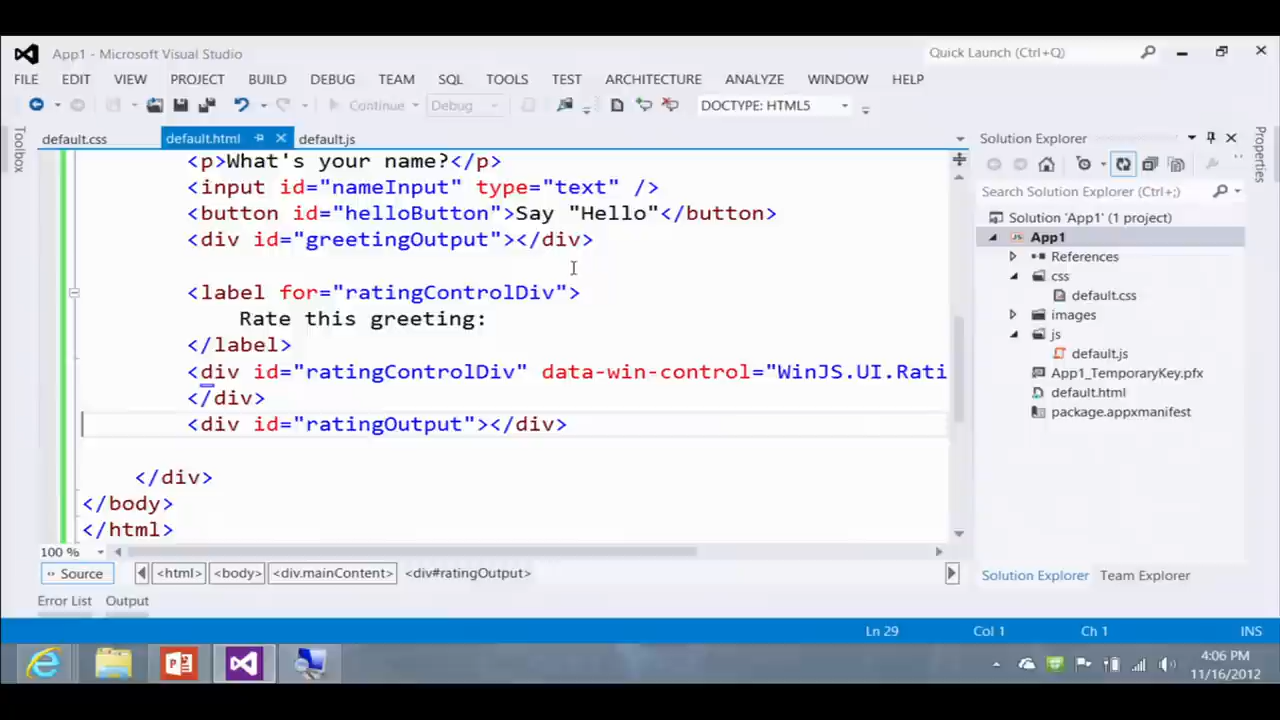 App1 - Microsoft Visual Studio
Quick Launch (Ctrl+Q)
FILE EDIT VIEW PROJECT BUILD DEBUG TEAM SQL TOOLS TEST ARCHITECTURE ANALYZE WINDOW HELP
Continue Debug DOCTYPE: HTML5
Toolbox
default.css default.html default.js
<p>What's your name?</p>
<input id="nameInput" type="text" />
<button id="helloButton">Say "Hello"</button>
<div id="greetingOutput"></div>
<label for="ratingControlDiv">
Rate this greeting:
</label>
<div id="ratingControlDiv" data-win-control="WinJS.UI.Rati
</div>
<div id="ratingOutput"></div>
</div>
</body>
</html>
100 %
Source <html> <body> <div.mainContent> <div#ratingOutput>
Error List Output
Solution Explorer
Search Solution Explorer (Ctrl+;)
Solution 'App1' (1 project)
JS App1
References
css
default.css
images
js
default.js
App1_TemporaryKey.pfx
default.html
package.appxmanifest
Solution Explorer Team Explorer
Properties
Ln 29 Col 1 Ch 1 INS
4:06 PM
11/16/2012